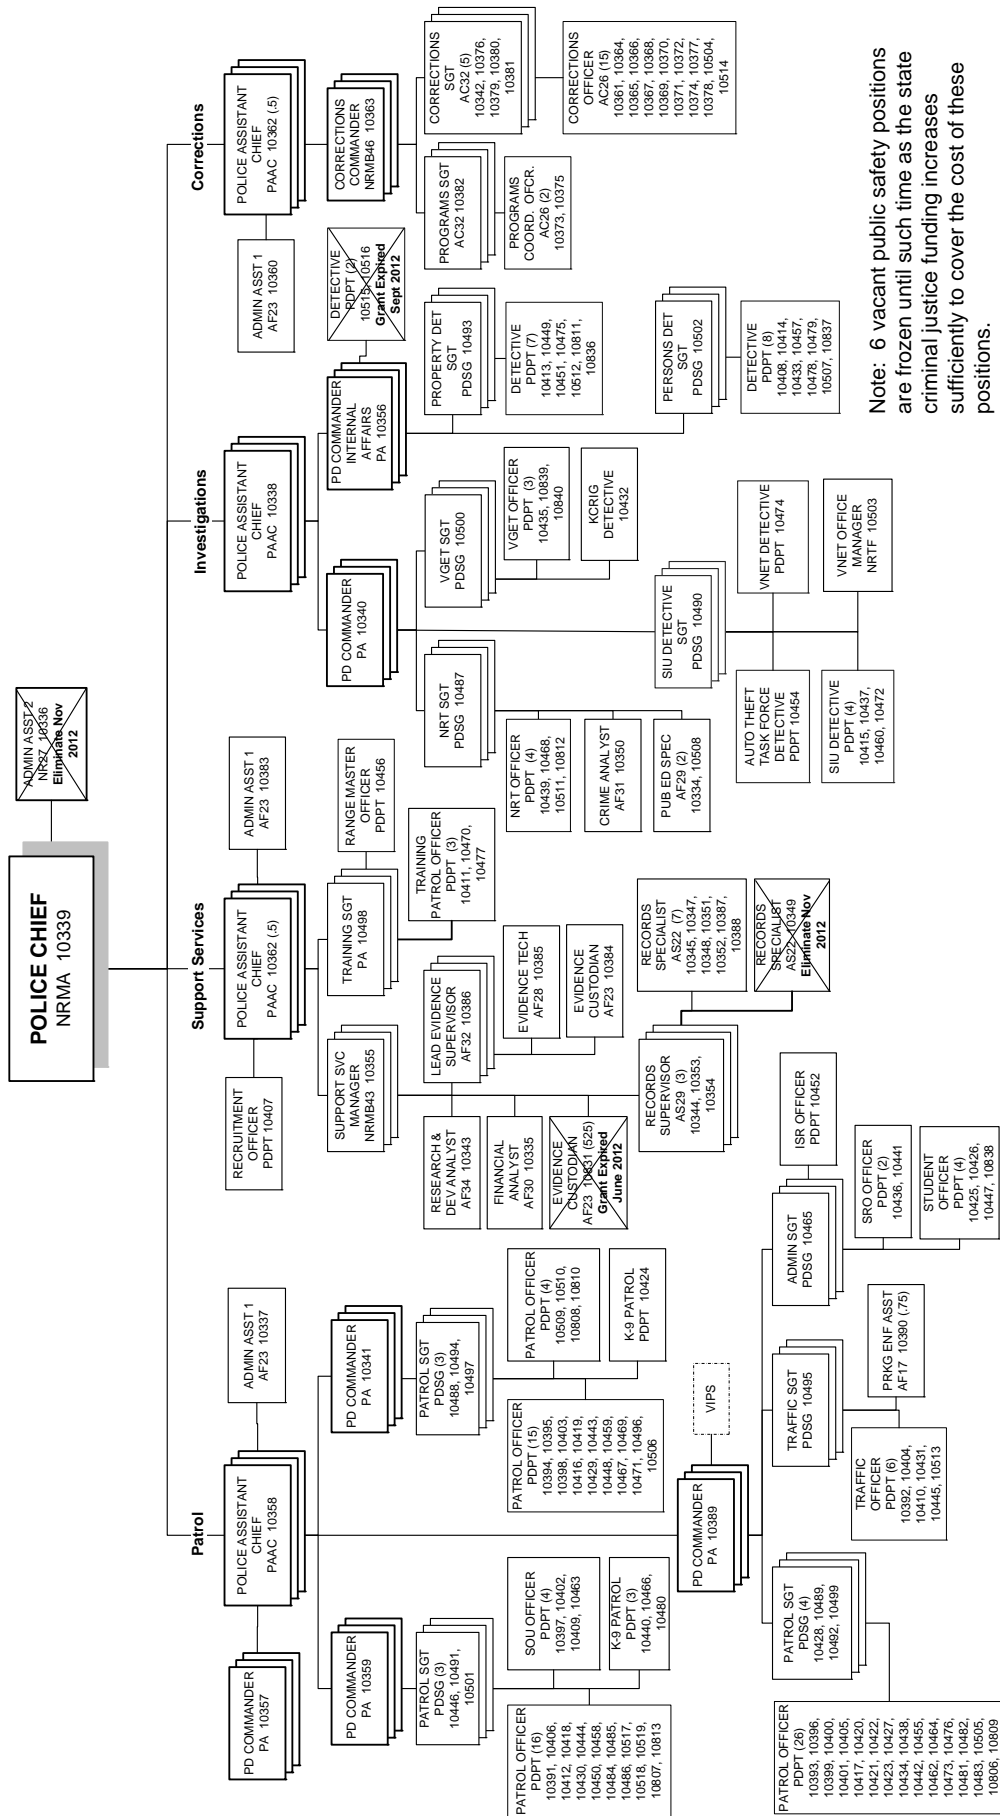 POLICE CHIEF
NRMA 10339
ADMIN ASST 2
NR27 10336
Eliminate Nov
2012
Patrol
POLICE ASSISTANT
CHIEF
PAAC 10358
ADMIN ASST 1
AF23 10337
PD COMMANDER
PA 10357
PD COMMANDER
PA 10359
PATROL SGT
PDSG (3)
10446, 10491,
10501
PATROL OFFICER
PDPT (16)
10391, 10406,
10412, 10418,
10430, 10444,
10450, 10458,
10484, 10485,
10486, 10517,
10518, 10519,
10807, 10813
SOU OFFICER
PDPT (4)
10397, 10402,
10409, 10463
K-9 PATROL
PDPT (3)
10440, 10466,
10480
PD COMMANDER
PA 10341
PATROL SGT
PDSG (3)
10488, 10494,
10497
PATROL OFFICER
PDPT (15)
10394, 10395,
10398, 10403,
10416, 10419,
10429, 10443,
10448, 10459,
10467, 10469,
10471, 10496,
10506
PATROL OFFICER
PDPT (4)
10509, 10510,
10808, 10810
K-9 PATROL
PDPT 10424
PD COMMANDER
PA 10389
VIPS
PATROL SGT
PDSG (4)
10428, 10489,
10492, 10499
PATROL OFFICER
PDPT (26)
10393, 10396,
10399, 10400,
10401, 10405,
10417, 10420,
10421, 10422,
10423, 10427,
10434, 10438,
10442, 10455,
10462, 10464,
10473, 10476,
10481, 10482,
10483, 10505,
10806, 10809
TRAFFIC SGT
PDSG 10495
TRAFFIC
OFFICER
PDPT (6)
10392, 10404,
10410, 10431,
10445, 10513
PRKG ENF ASST
AF17 10390 (.75)
ADMIN SGT
PDSG 10465
ISR OFFICER
PDPT 10452
SRO OFFICER
PDPT (2)
10436, 10441
STUDENT
OFFICER
PDPT (4)
10425, 10426,
10447, 10838
Support Services
POLICE ASSISTANT
CHIEF
PAAC 10362 (.5)
RECRUITMENT
OFFICER
PDPT 10407
ADMIN ASST 1
AF23 10383
SUPPORT SVC
MANAGER
NRMB43 10355
RESEARCH &
DEV ANALYST
AF34 10343
FINANCIAL
ANALYST
AF30 10335
EVIDENCE
CUSTODIAN
AF23 10831 (525)
Grant Expired
June 2012
LEAD EVIDENCE
SUPERVISOR
AF32 10386
EVIDENCE TECH
AF28 10385
EVIDENCE
CUSTODIAN
AF23 10384
RECORDS
SUPERVISOR
AS29 (3)
10344, 10353,
10354
RECORDS
SPECIALIST
AS22 (7)
10345, 10347,
10348, 10351,
10352, 10387,
10388
RECORDS
SPECIALIST
AS22 10349
Eliminate Nov
2012
TRAINING SGT
PA 10498
RANGE MASTER
OFFICER
PDPT 10456
TRAINING
PATROL OFFICER
PDPT (3)
10411, 10470,
10477
Investigations
POLICE ASSISTANT
CHIEF
PAAC 10338
PD COMMANDER
PA 10340
NRT SGT
PDSG 10487
NRT OFFICER
PDPT (4)
10439, 10468,
10511, 10812
CRIME ANALYST
AF31 10350
PUB ED SPEC
AF29 (2)
10334, 10508
VGET SGT
PDSG 10500
VGET OFFICER
PDPT (3)
10435, 10839,
10840
KCRIG
DETECTIVE
10432
SIU DETECTIVE
SGT
PDSG 10490
AUTO THEFT
TASK FORCE
DETECTIVE
PDPT 10454
VNET DETECTIVE
PDPT 10474
SIU DETECTIVE
PDPT (4)
10415, 10437,
10460, 10472
VNET OFFICE
MANAGER
NRTF 10503
PD COMMANDER
INTERNAL
AFFAIRS
PA 10356
DETECTIVE
PDPT (2)
10515, 10516
Grant Expired
Sept 2012
PROPERTY DET
SGT
PDSG 10493
DETECTIVE
PDPT (7)
10413, 10449,
10451, 10475,
10512, 10811,
10836
PERSONS DET
SGT
PDSG 10502
DETECTIVE
PDPT (8)
10408, 10414,
10433, 10457,
10478, 10479,
10507, 10837
Corrections
POLICE ASSISTANT
CHIEF
PAAC 10362 (.5)
ADMIN ASST 1
AF23 10360
CORRECTIONS
COMMANDER
NRMB46 10363
PROGRAMS SGT
AC32 10382
PROGRAMS
COORD. OFCR.
AC26 (2)
10373, 10375
CORRECTIONS
SGT
AC32 (5)
10342, 10376,
10379, 10380,
10381
CORRECTIONS
OFFICER
AC26 (15)
10361, 10364,
10365, 10366,
10367, 10368,
10369, 10370,
10371, 10372,
10374, 10377,
10378, 10504,
10514
Note: 6 vacant public safety positions
are frozen until such time as the state
criminal justice funding increases
sufficiently to cover the cost of these
positions.